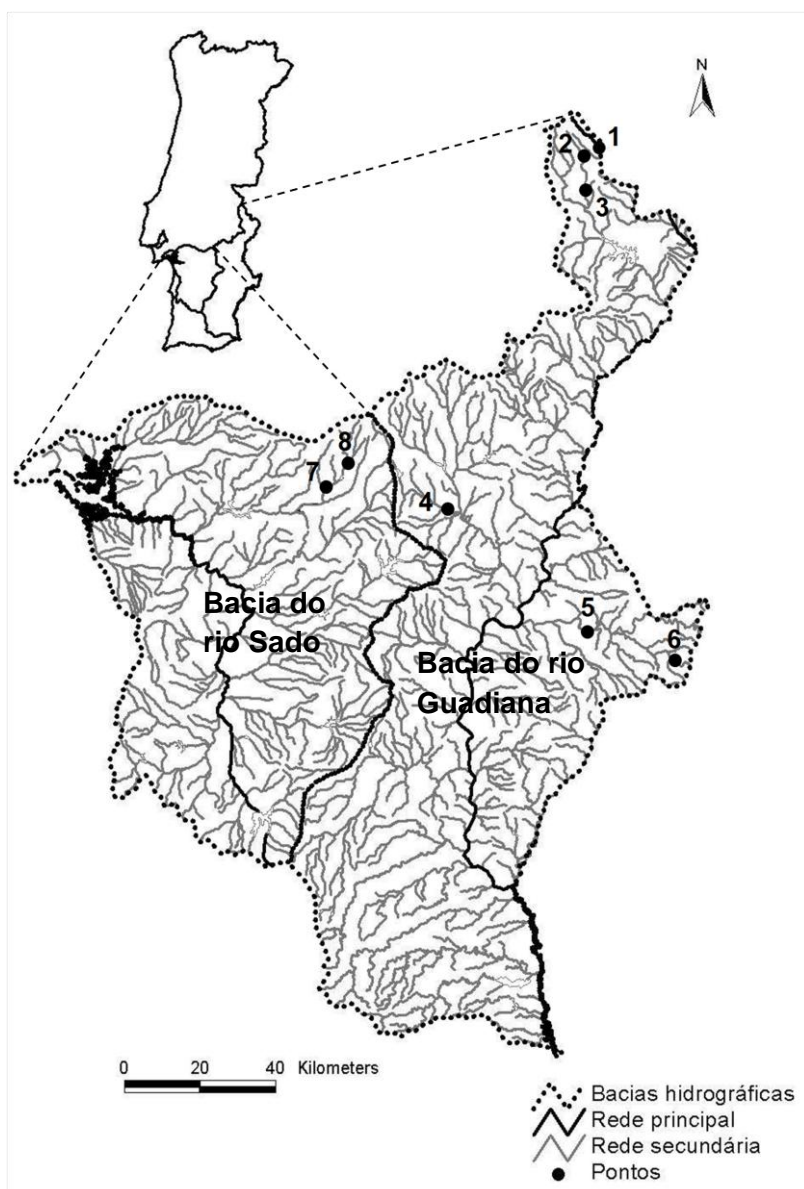 N
1
2
3
8
7
4
Bacia do
rio Sado
5
6
Bacia do rio
Guadiana
0 20 40 Kilometers
Bacias hidrográficas
Rede principal
Rede secundária
Pontos